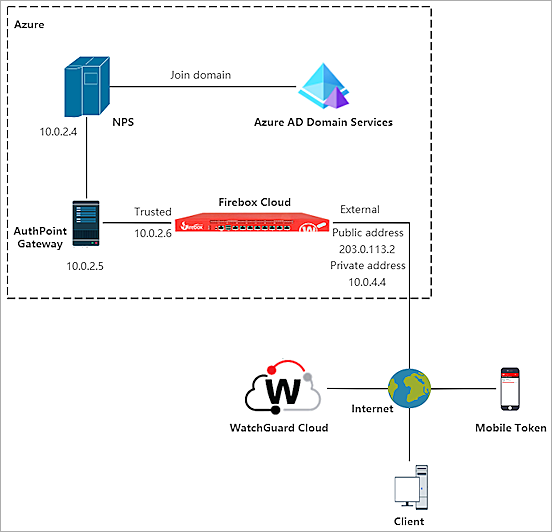 Azure
Join domain
10.0.2.4
NPS
Azure AD Domain Services
Firebox Cloud
Trusted
External
AuthPoint
Gateway
10.0.2.6
Public address
203.0.113.2
Private address
10.0.2.5
10.0.4.4
W
WatchGuard Cloud
Internet
Mobile Token
Client